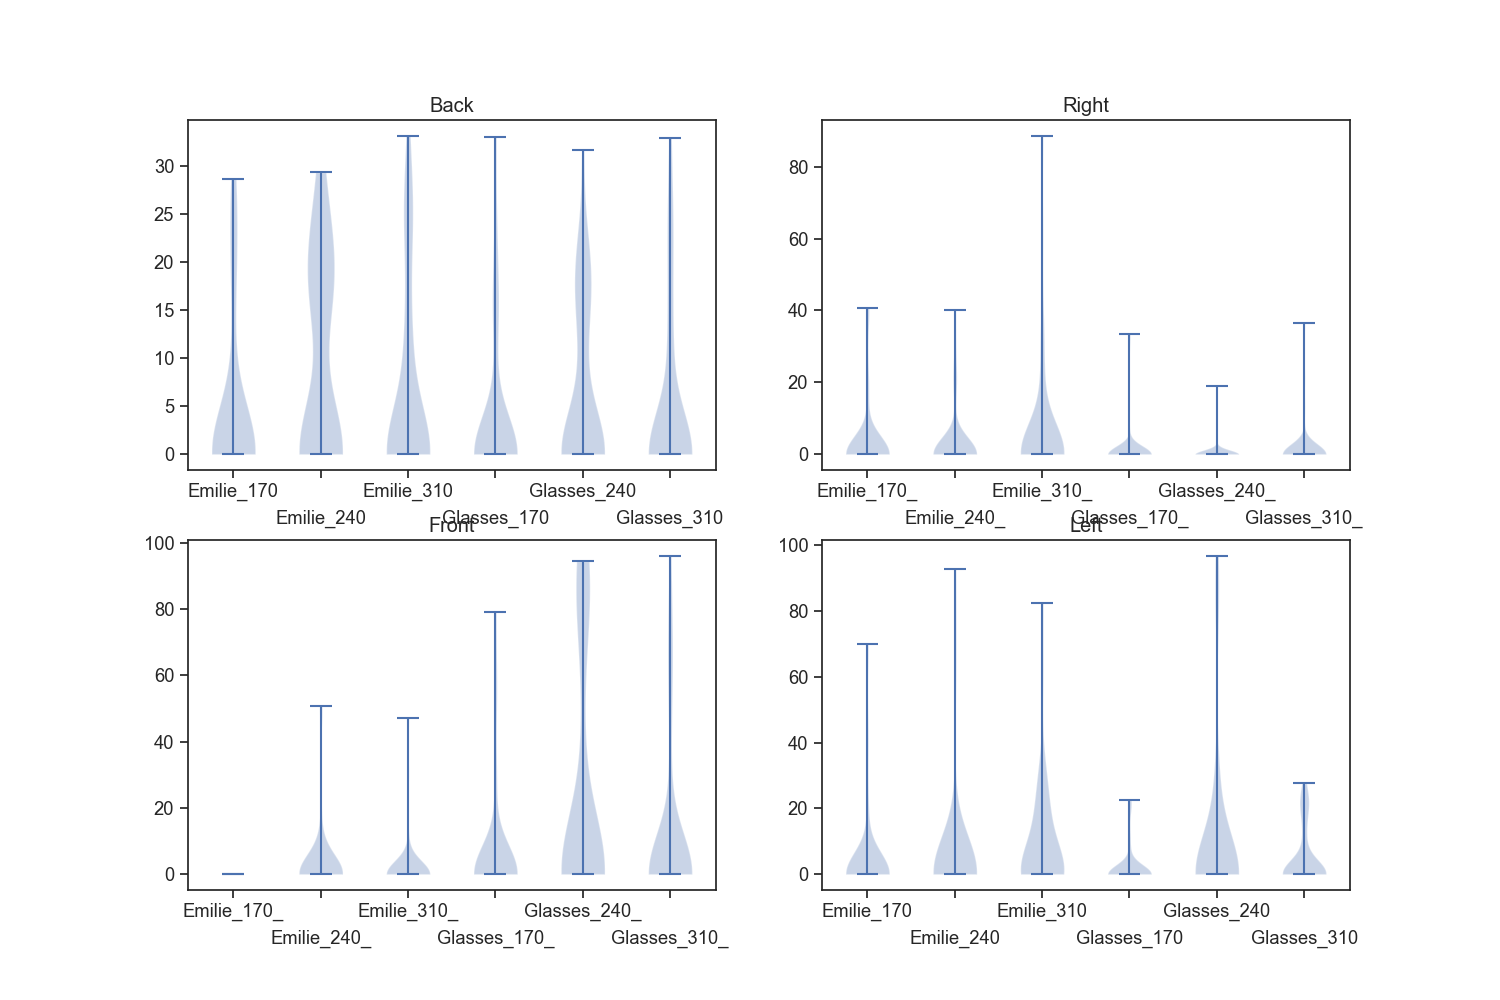 Back
30
25
20
15
10
5
0
Emilie_170
Emilie_240
Emilie_310
Glasses_170
Glasses_240
Glasses_310
Right
80
60
40
20
0
Emilie_170_
Emilie_240_
Emilie_310_
Glasses_170_
Glasses_240_
Glasses_310_
Front
100
80
60
40
20
0
Emilie_170_
Emilie_240_
Emilie_310_
Glasses_170_
Glasses_240_
Glasses_310_
Left
100
80
60
40
20
0
Emilie_170
Emilie_240
Emilie_310
Glasses_170
Glasses_240
Glasses_310